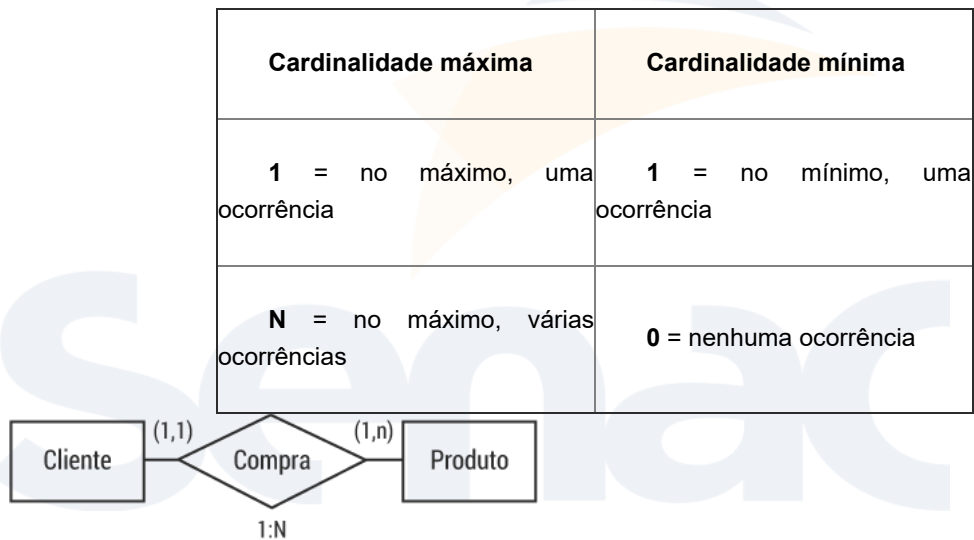 Cardinalidade máxima
Cardinalidade mínima
1 = no máximo, uma
ocorrência
1 = no mínimo, uma
ocorrência
N = no máximo, várias
ocorrências
0 = nenhuma ocorrência
Cliente
(1,1)
Compra
(1,n)
Produto
1:N
Senac